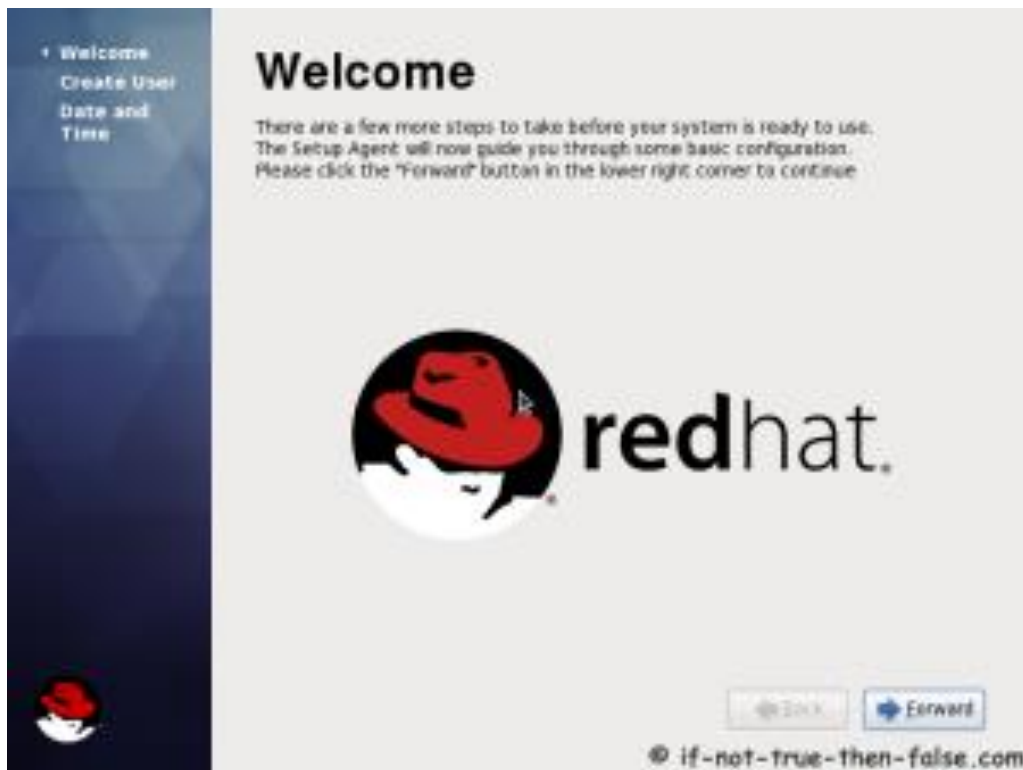 Welcome
Create User
Date and
Time
Welcome
There are a few more steps to take before your system is ready to use.
The Setup Agent will now guide you through some basic configuration.
Please click the "Forward" button in the lower right corner to continue
redhat.
Back
Forward
© if-not-true-then-false.com